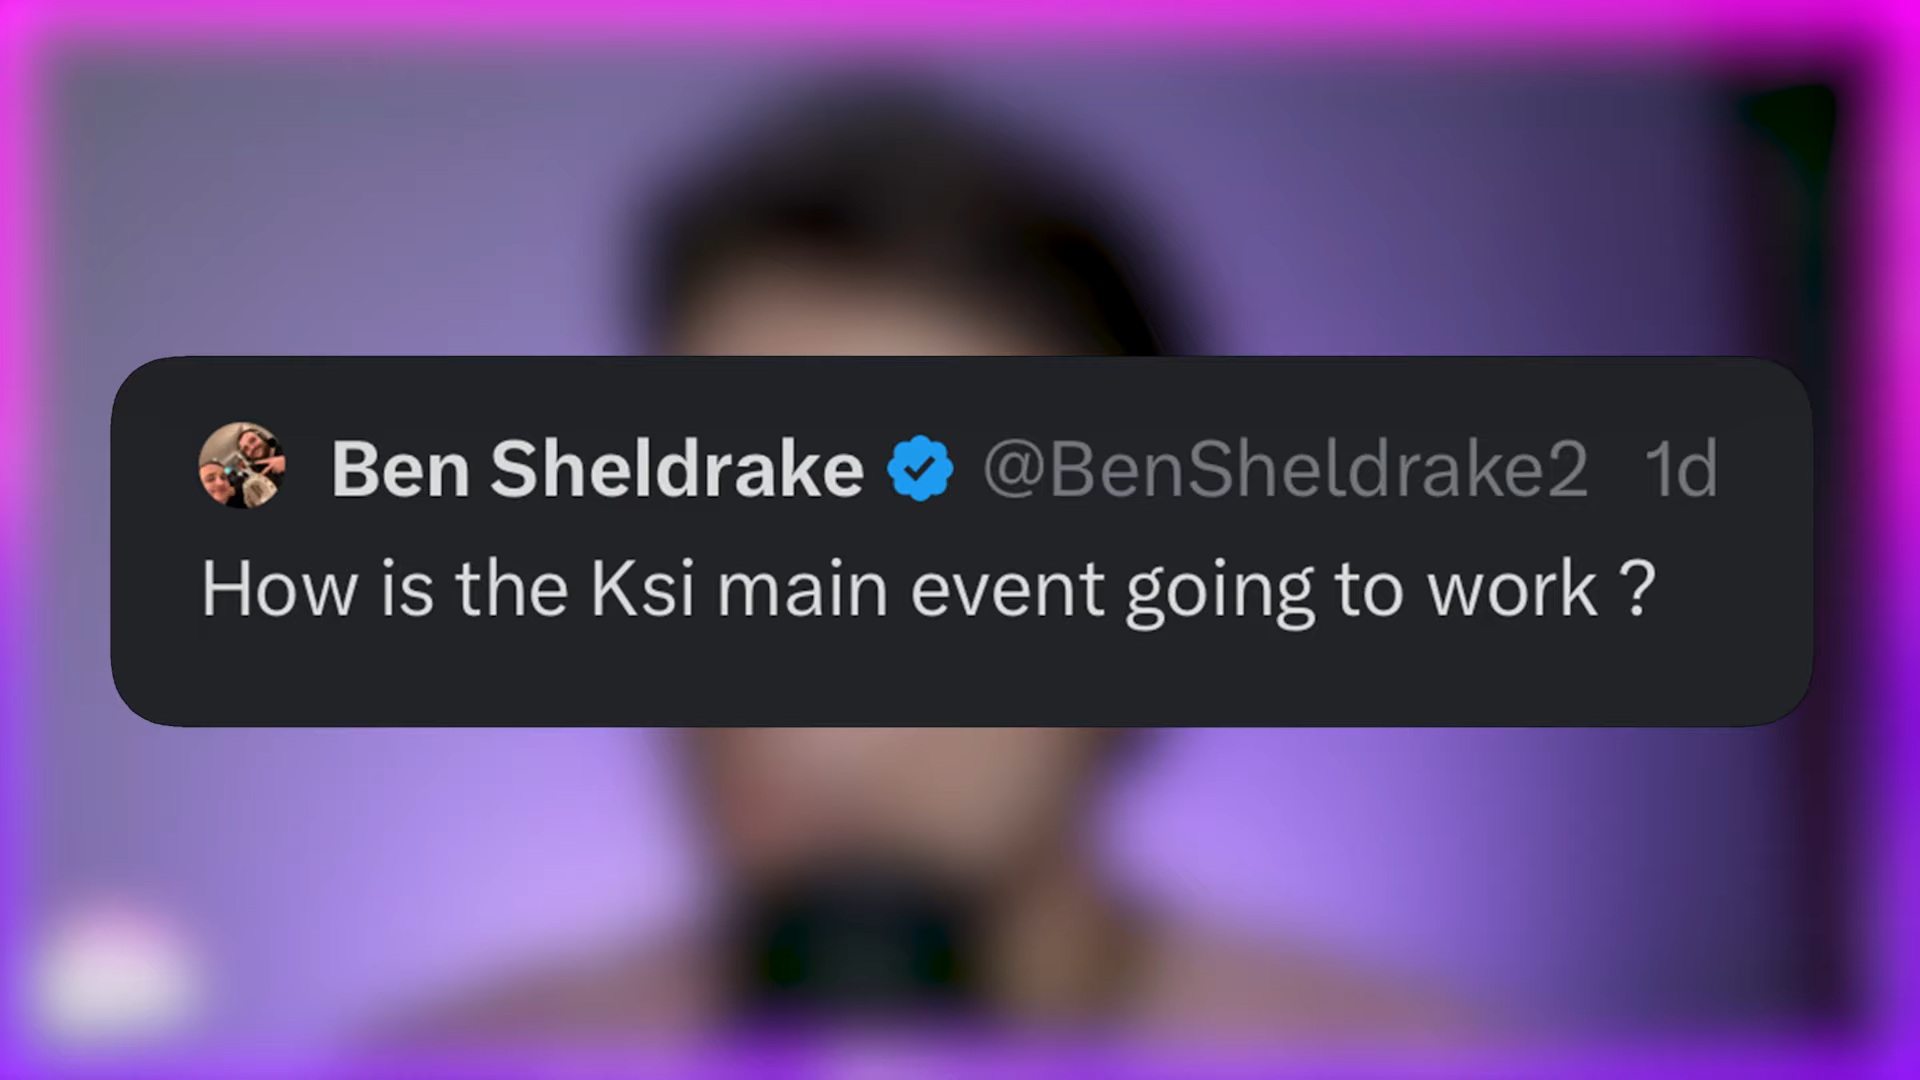 Ben Sheldrake @BenSheldrake2 1d
How is the Ksi main event going to work ?